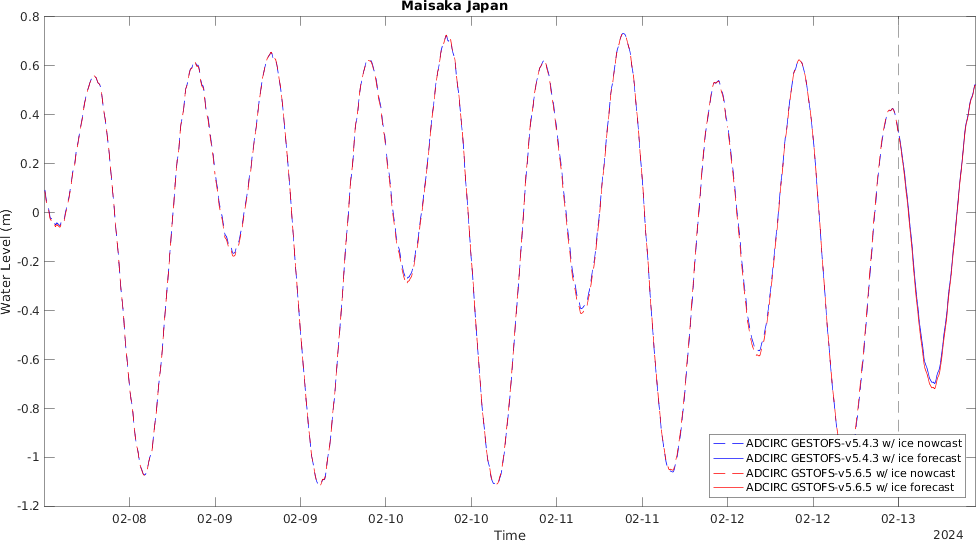 Maisaka Japan
0.8
0.6
0.4
0.2
0
-0.2
-0.4
-0.6
-0.8
-1
-1.2
Water Level (m)
ADCIRC GESTOFS-v5.4.3 w/ ice nowcast
ADCIRC GESTOFS-v5.4.3 w/ ice forecast
ADCIRC GSTOFS-v5.6.5 w/ ice nowcast
ADCIRC GSTOFS-v5.6.5 w/ ice forecast
02-08 02-09 02-09 02-10 02-10 02-11 02-11 02-12 02-12 02-13
Time
2024